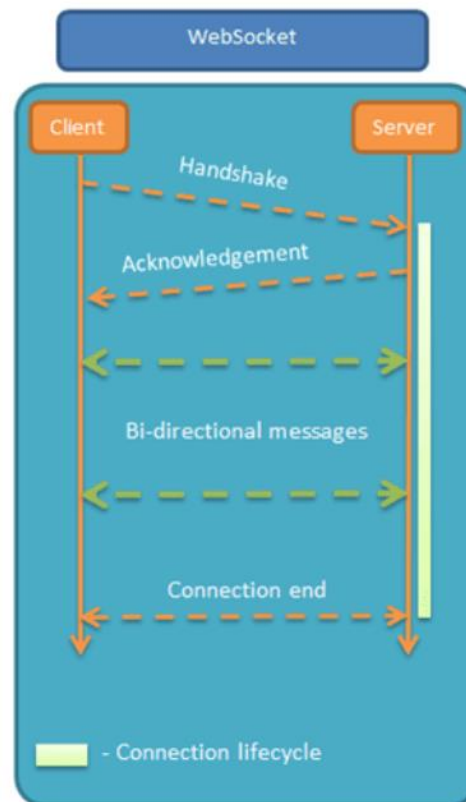 WebSocket
Client
Server
Handshake
Acknowledgement
Bi-directional messages
Connection end
- Connection lifecycle